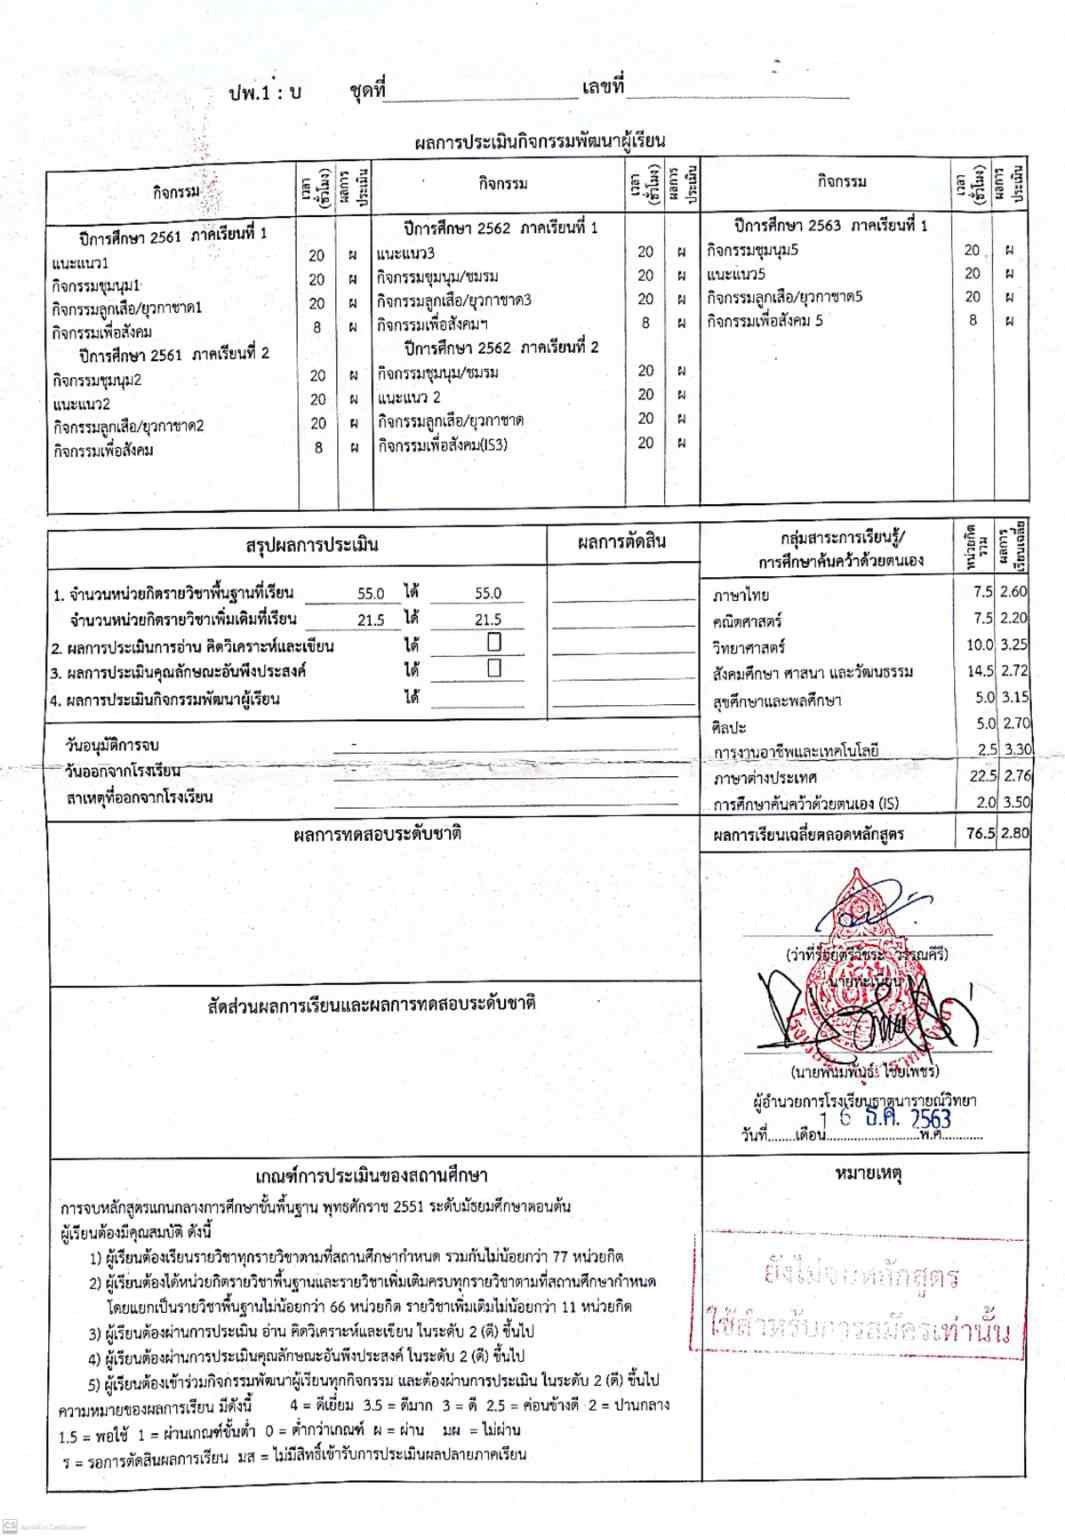 ปพ.1 : บ ชุดที่ เลขที่
ผลการประเมินกิจกรรมพัฒนาผู้เรียน
กิจกรรม เวลา (ชั่วโมง) ผลการประเมิน กิจกรรม เวลา (ชั่วโมง) ผลการประเมิน กิจกรรม เวลา (ชั่วโมง) ผลการประเมิน
ปีการศึกษา 2561 ภาคเรียนที่ 1
แนะแนว1 20 ผ
กิจกรรมชุมนุม1 20 ผ
กิจกรรมลูกเสือ/ยุวกาชาด1 20 ผ
กิจกรรมเพื่อสังคม 8 ผ
ปีการศึกษา 2561 ภาคเรียนที่ 2
กิจกรรมชุมนุม2 20 ผ
แนะแนว2 20 ผ
กิจกรรมลูกเสือ/ยุวกาชาด2 20 ผ
กิจกรรมเพื่อสังคม 8 ผ
ปีการศึกษา 2562 ภาคเรียนที่ 1
แนะแนว3 20 ผ
กิจกรรมชุมนุม/ชมรม 20 ผ
กิจกรรมลูกเสือ/ยุวกาชาด3 20 ผ
กิจกรรมเพื่อสังคมฯ 8 ผ
ปีการศึกษา 2562 ภาคเรียนที่ 2
กิจกรรมชุมนุม/ชมรม 20 ผ
แนะแนว 2 20 ผ
กิจกรรมลูกเสือ/ยุวกาชาด 20 ผ
กิจกรรมเพื่อสังคม(IS3) 20 ผ
ปีการศึกษา 2563 ภาคเรียนที่ 1
กิจกรรมชุมนุม5 20 ผ
แนะแนว5 20 ผ
กิจกรรมลูกเสือ/ยุวกาชาด5 20 ผ
กิจกรรมเพื่อสังคม 5 8 ผ
สรุปผลการประเมิน ผลการตัดสิน
1. จำนวนหน่วยกิตรายวิชาพื้นฐานที่เรียน 55.0 ได้ 55.0
จำนวนหน่วยกิตรายวิชาเพิ่มเติมที่เรียน 21.5 ได้ 21.5
2. ผลการประเมินการอ่าน คิดวิเคราะห์และเขียน ได้
3. ผลการประเมินคุณลักษณะอันพึงประสงค์ ได้
4. ผลการประเมินกิจกรรมพัฒนาผู้เรียน ได้
วันอนุมัติการจบ -
วันออกจากโรงเรียน
สาเหตุที่ออกจากโรงเรียน
กลุ่มสาระการเรียนรู้/ หน่วยกิตรวม ผลการเรียนเฉลี่ย
การศึกษาค้นคว้าด้วยตนเอง
ภาษาไทย 7.5 2.60
คณิตศาสตร์ 7.5 2.20
วิทยาศาสตร์ 10.0 3.25
สังคมศึกษา ศาสนา และวัฒนธรรม 14.5 2.72
สุขศึกษาและพลศึกษา 5.0 3.15
ศิลปะ 5.0 2.70
การงานอาชีพและเทคโนโลยี 2.5 3.30
ภาษาต่างประเทศ 22.5 2.76
การศึกษาค้นคว้าด้วยตนเอง (IS) 2.0 3.50
ผลการเรียนเฉลี่ยตลอดหลักสูตร 76.5 2.80
ผลการทดสอบระดับชาติ
สัดส่วนผลการเรียนและผลการทดสอบระดับชาติ
(ว่าที่ร้อยตรีวัชระ วรรณคีรี)
นายทะเบียน
ผู้อำนวยการโรงเรียนธาตุนารายณ์วิทยา
16 ธ.ค. 2563
วันที่........เดือน........................พ.ศ...........
เกณฑ์การประเมินของสถานศึกษา
การจบหลักสูตรแกนกลางการศึกษาขั้นพื้นฐาน พุทธศักราช 2551 ระดับมัธยมศึกษาตอนต้น
ผู้เรียนต้องมีคุณสมบัติ ดังนี้
1) ผู้เรียนต้องเรียนรายวิชาทุกรายวิชาตามที่สถานศึกษากำหนด รวมกันไม่น้อยกว่า 77 หน่วยกิต
2) ผู้เรียนต้องได้หน่วยกิตรายวิชาพื้นฐานและรายวิชาเพิ่มเติมครบทุกรายวิชาตามที่สถานศึกษากำหนด
โดยแยกเป็นรายวิชาพื้นฐานไม่น้อยกว่า 66 หน่วยกิต รายวิชาเพิ่มเติมไม่น้อยกว่า 11 หน่วยกิต
3) ผู้เรียนต้องผ่านการประเมิน อ่าน คิดวิเคราะห์และเขียน ในระดับ 2 (ดี) ขึ้นไป
4) ผู้เรียนต้องผ่านการประเมินคุณลักษณะอันพึงประสงค์ ในระดับ 2 (ดี) ขึ้นไป
5) ผู้เรียนต้องเข้าร่วมกิจกรรมพัฒนาผู้เรียนทุกกิจกรรม และต้องผ่านการประเมิน ในระดับ 2 (ดี) ขึ้นไป
ความหมายของผลการเรียน มีดังนี้ 4 = ดีเยี่ยม 3.5 = ดีมาก 3 = ดี 2.5 = ค่อนข้างดี 2 = ปานกลาง
1.5 = พอใช้ 1 = ผ่านเกณฑ์ขั้นต่ำ 0 = ต่ำกว่าเกณฑ์ ผ = ผ่าน มผ = ไม่ผ่าน
ร = รอการตัดสินผลการเรียน มส = ไม่มีสิทธิ์เข้ารับการประเมินผลปลายภาคเรียน
หมายเหตุ
ยังไม่จบหลักสูตร
ใช้สำหรับการสมัครเท่านั้น
CS